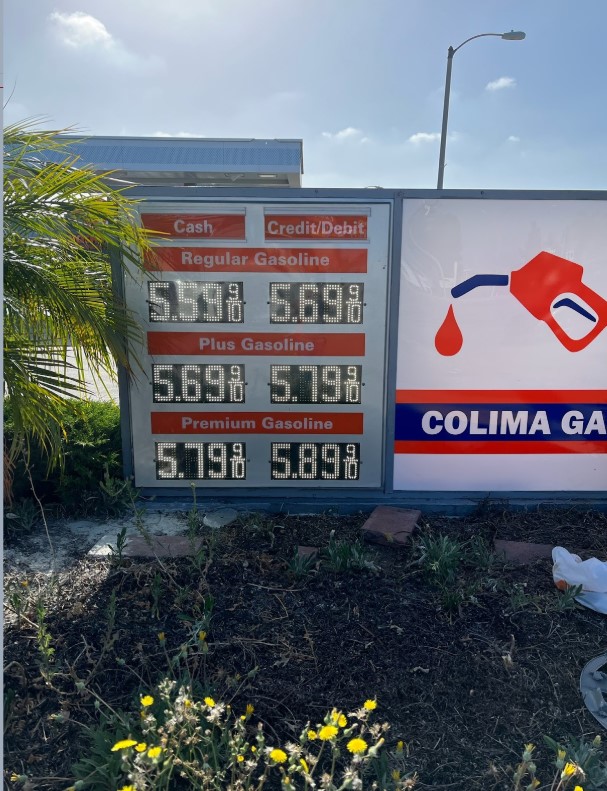 Cash Credit/Debit
Regular Gasoline
5.59 9/10 5.69 9/10
Plus Gasoline
5.69 9/10 5.79 9/10
Premium Gasoline
5.79 9/10 5.89 9/10
COLIMA GA